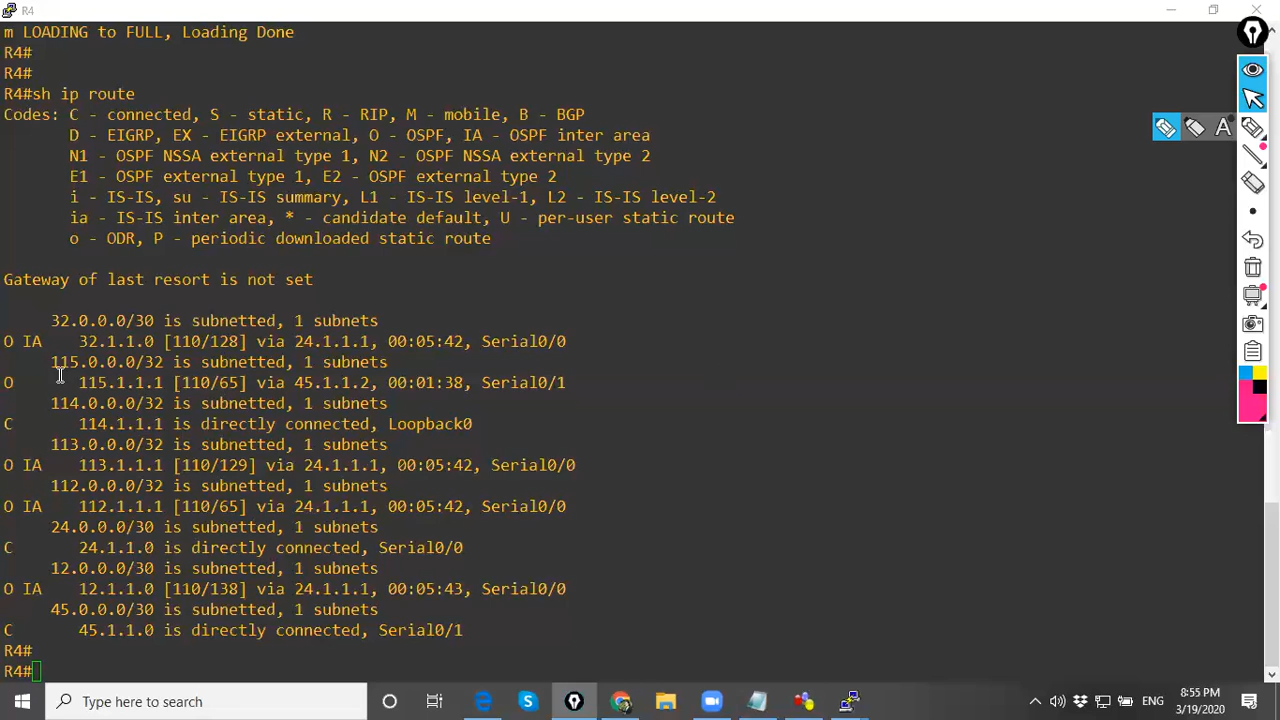 R4
m LOADING to FULL, Loading Done
R4#
R4#
R4#sh ip route
Codes: C - connected, S - static, R - RIP, M - mobile, B - BGP
D - EIGRP, EX - EIGRP external, O - OSPF, IA - OSPF inter area
N1 - OSPF NSSA external type 1, N2 - OSPF NSSA external type 2
E1 - OSPF external type 1, E2 - OSPF external type 2
i - IS-IS, su - IS-IS summary, L1 - IS-IS level-1, L2 - IS-IS level-2
ia - IS-IS inter area, * - candidate default, U - per-user static route
o - ODR, P - periodic downloaded static route
Gateway of last resort is not set
32.0.0.0/30 is subnetted, 1 subnets
O IA 32.1.1.0 [110/128] via 24.1.1.1, 00:05:42, Serial0/0
115.0.0.0/32 is subnetted, 1 subnets
O 115.1.1.1 [110/65] via 45.1.1.2, 00:01:38, Serial0/1
114.0.0.0/32 is subnetted, 1 subnets
C 114.1.1.1 is directly connected, Loopback0
113.0.0.0/32 is subnetted, 1 subnets
O IA 113.1.1.1 [110/129] via 24.1.1.1, 00:05:42, Serial0/0
112.0.0.0/32 is subnetted, 1 subnets
O IA 112.1.1.1 [110/65] via 24.1.1.1, 00:05:42, Serial0/0
24.0.0.0/30 is subnetted, 1 subnets
C 24.1.1.0 is directly connected, Serial0/0
12.0.0.0/30 is subnetted, 1 subnets
O IA 12.1.1.0 [110/138] via 24.1.1.1, 00:05:43, Serial0/0
45.0.0.0/30 is subnetted, 1 subnets
C 45.1.1.0 is directly connected, Serial0/1
R4#
R4#
A
Type here to search
ENG
8:55 PM
3/19/2020